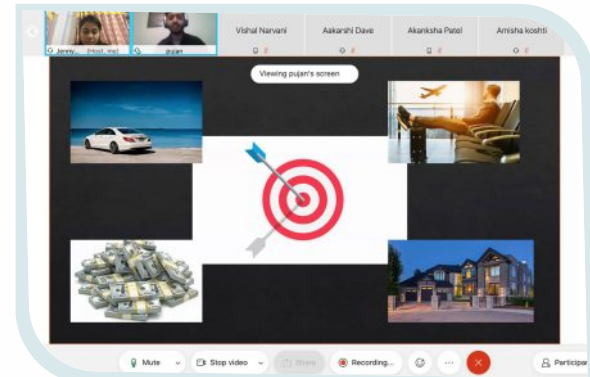 Vishal Narvani
Aakarshi Dave
Akanksha Patel
Amisha koshti
Jenny... (Host, me)
pujan
Viewing pujan's screen
Mute
Stop video
Share
Recording...
Participan